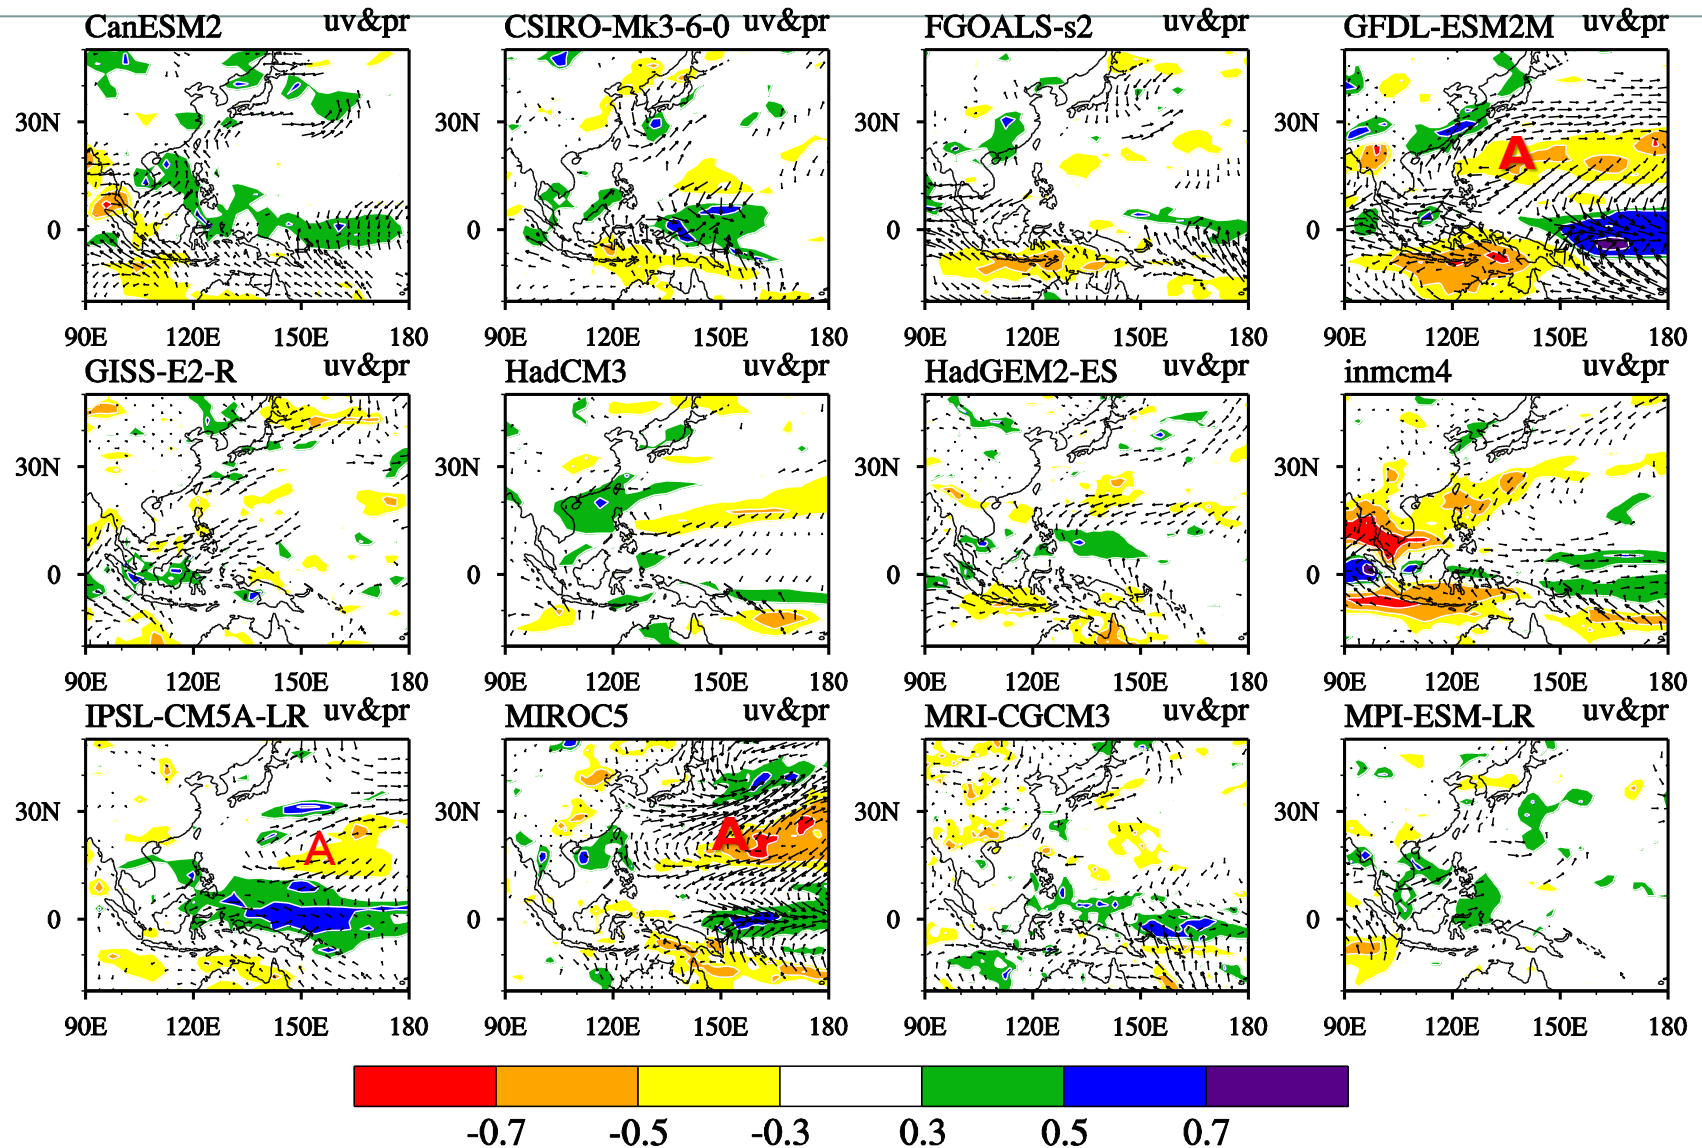 CanESM2 uv&pr CSIRO-Mk3-6-0 uv&pr FGOALS-s2 uv&pr GFDL-ESM2M uv&pr
30N 30N 30N 30N
A
0 0 0 0
90E 120E 150E 180 90E 120E 150E 180 90E 120E 150E 180 90E 120E 150E 180
GISS-E2-R uv&pr HadCM3 uv&pr HadGEM2-ES uv&pr inmcm4 uv&pr
30N 30N 30N 30N
0 0 0 0
90E 120E 150E 180 90E 120E 150E 180 90E 120E 150E 180 90E 120E 150E 180
IPSL-CM5A-LR uv&pr MIROC5 uv&pr MRI-CGCM3 uv&pr MPI-ESM-LR uv&pr
30N 30N 30N 30N
A A
0 0 0 0
90E 120E 150E 180 90E 120E 150E 180 90E 120E 150E 180 90E 120E 150E 180
-0.7 -0.5 -0.3 0.3 0.5 0.7